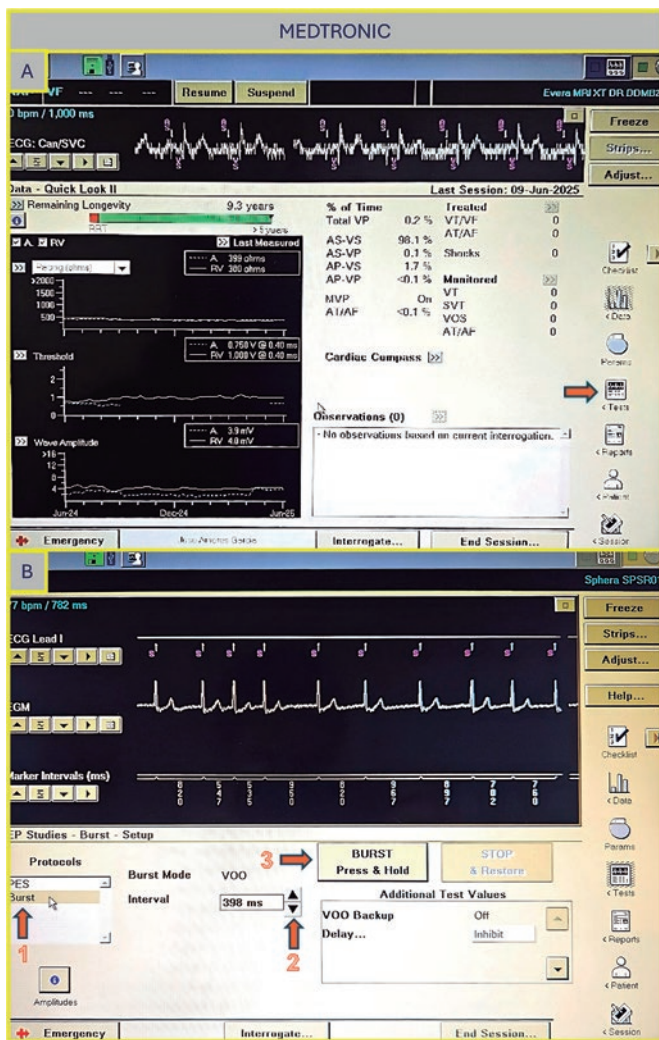 MEDTRONIC
A
VF --- --- ---
Resume
Suspend
Evera MRI XT DR DDMB2
bpm / 1,000 ms
ECG: Can/SVC
Freeze
Strips...
Adjust...
Data - Quick Look II
Last Session: 09-Jun-2025
Remaining Longevity
9.3 years
RRT
>5 years
A. RV
Last Measured
Pacing (ohms)
A. 399 ohms
RV 380 ohms
>2000
1500
1000
500
Threshold
A. 0.750 V @ 0.40 ms
RV 1.000 V @ 0.40 ms
2
1
0
Wave Amplitude
A. 3.9 mV
RV 4.8 mV
>16
12
8
4
Jun-24
Dec-24
Jun-25
% of Time
Total VP 0.2 %
AS-VS 98.1 %
AS-VP 0.1 %
AP-VS 1.7 %
AP-VP <0.1 %
MVP On
AT/AF <0.1 %
Treated
VT/VF 0
AT/AF 0
Shocks 0
Monitored
VT 0
SVT 0
VOS 0
AT/AF 0
Cardiac Compass
Observations (0)
- No observations based on current interrogation.
Checklist
< Data
Params
< Tests
< Reports
< Patient
< Session
Emergency
Interrogate...
End Session...
B
Sphera SPSR01
77 bpm / 782 ms
ECG Lead I
EGM
Marker Intervals (ms)
Freeze
Strips...
Adjust...
Help...
EP Studies - Burst - Setup
Protocols
PES
Burst
1
Amplitudes
Burst Mode VOO
Interval 398 ms
2
3
BURST
Press & Hold
STOP
& Restore
Additional Test Values
VOO Backup Off
Delay... Inhibit
Checklist
< Data
Params
< Tests
< Reports
< Patient
< Session
Emergency
Interrogate...
End Session...